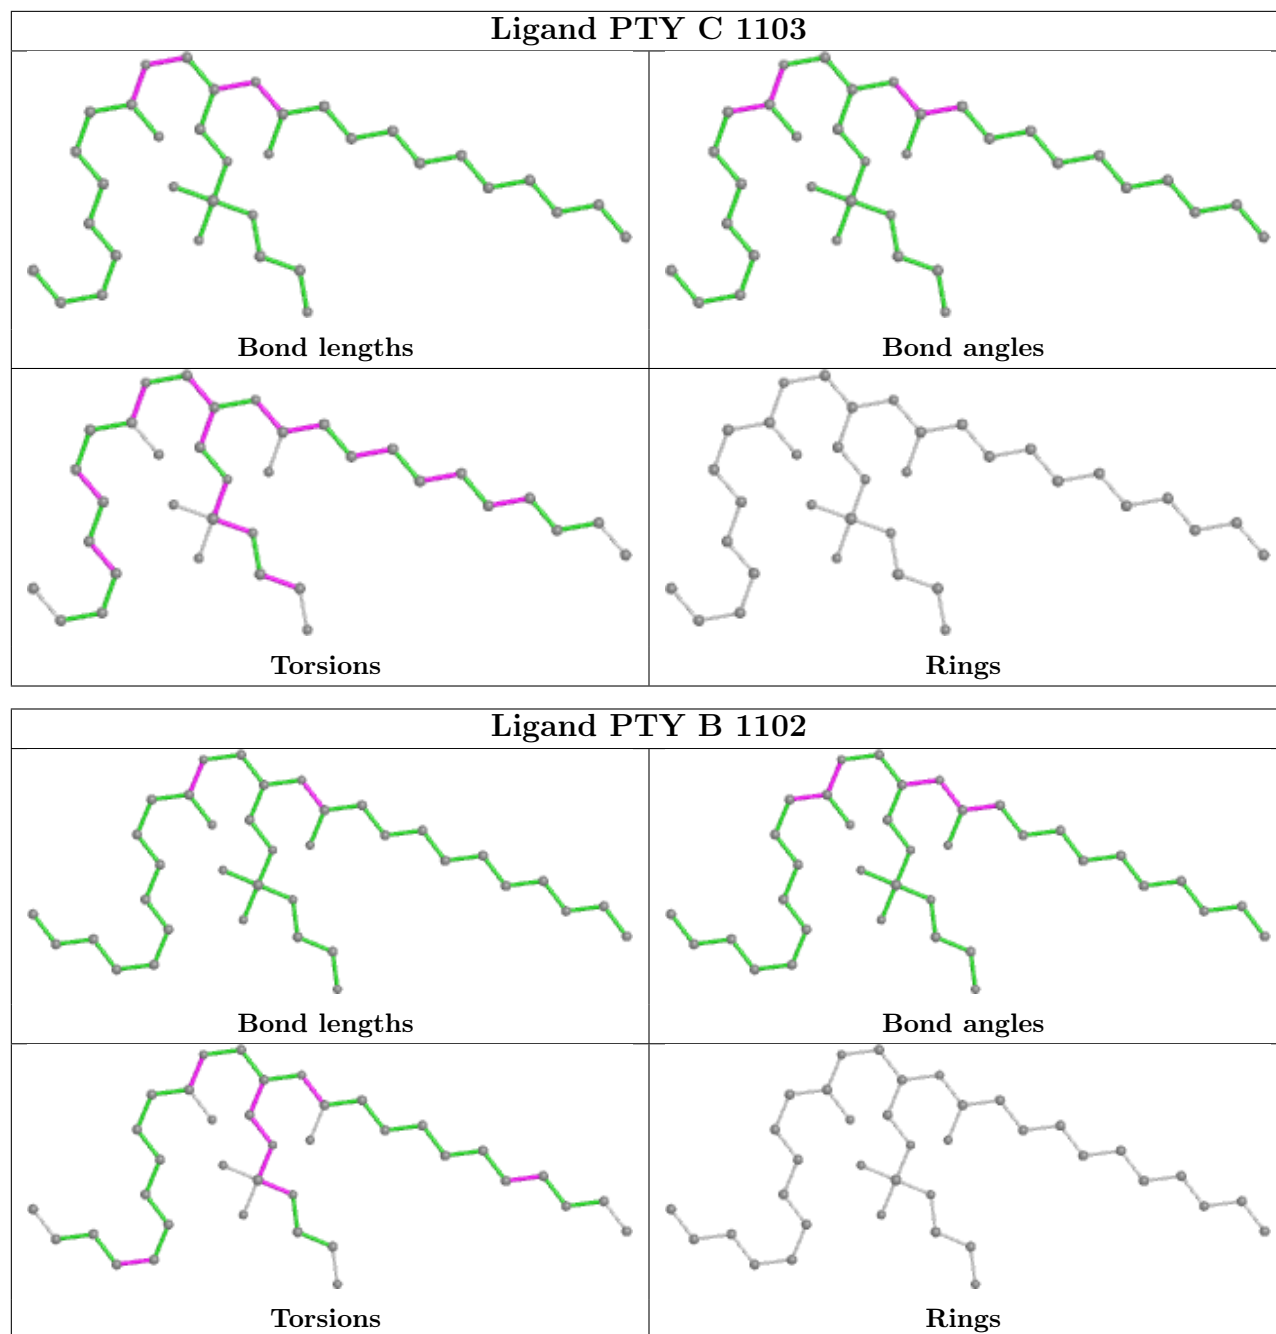 Ligand PTY C 1103
Bond lengths
Bond angles
Torsions
Rings
Ligand PTY B 1102
Bond lengths
Bond angles
Torsions
Rings